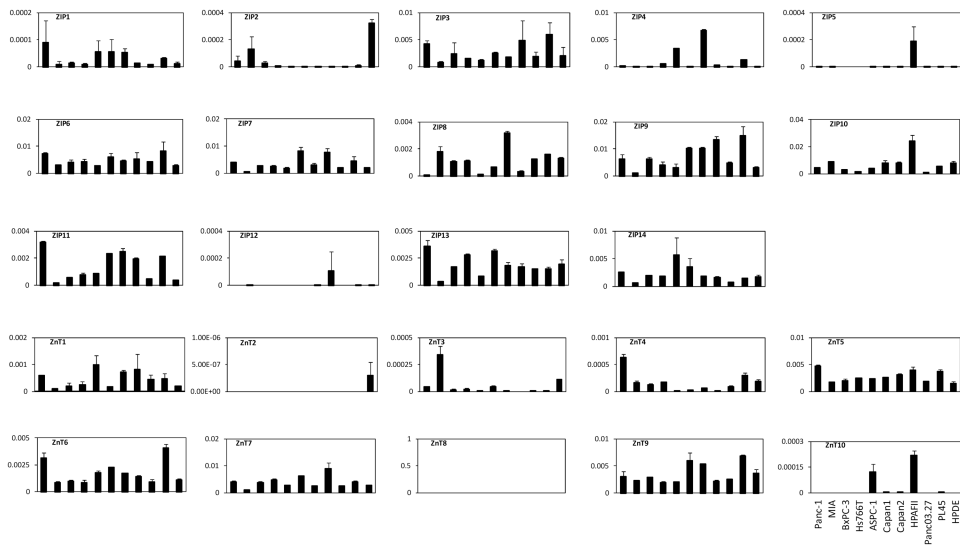 ZIP1
0.0002
0.0001
0
ZIP2
0.0004
0.0002
0
ZIP3
0.01
0.005
0
ZIP4
0.01
0.005
0
ZIP5
0.0004
0.0002
0
ZIP6
0.02
0.01
0
ZIP7
0.02
0.01
0
ZIP8
0.004
0.002
0
ZIP9
0.02
0.01
0
ZIP10
0.04
0.02
0
ZIP11
0.004
0.002
0
ZIP12
0.0004
0.0002
0
ZIP13
0.005
0.0025
0
ZIP14
0.01
0.005
0
ZnT1
0.002
0.001
0
ZnT2
1.00E-06
5.00E-07
0.00E+00
ZnT3
0.0005
0.00025
0
ZnT4
0.001
0.0005
0
ZnT5
0.01
0.005
0
ZnT6
0.005
0.0025
0
ZnT7
0.02
0.01
0
ZnT8
1
0.5
0
ZnT9
0.01
0.005
0
ZnT10
0.0003
0.00015
0
Panc-1
MIA
BxPC-3
Hs766T
ASPC-1
Capan1
Capan2
HPAFII
Panc03.27
PL45
HPDE